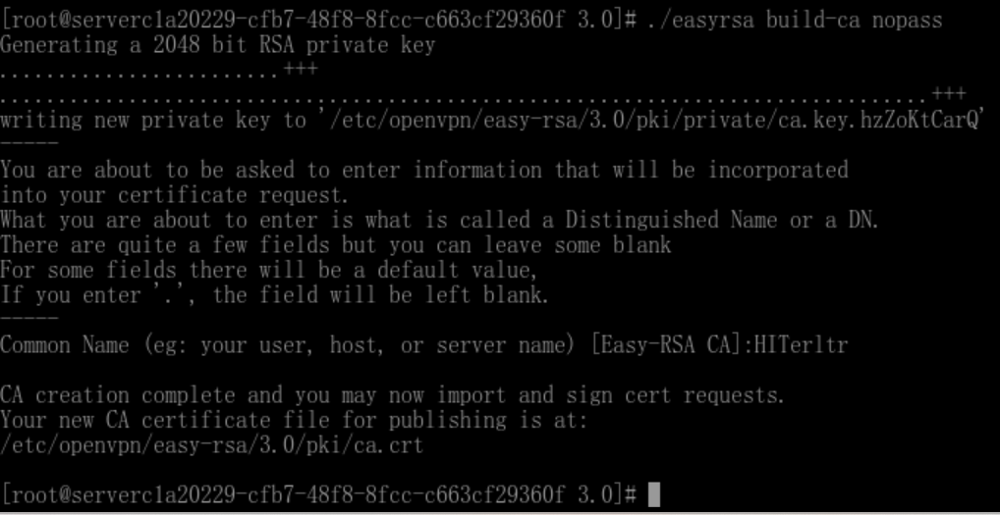 [root@serverc1a20229-cfb7-48f8-8fcc-c663cf29360f 3.0]# ./easyrsa build-ca nopass
Generating a 2048 bit RSA private key
........................+++
................................................................................+++
writing new private key to '/etc/openvpn/easy-rsa/3.0/pki/private/ca.key.hzZoKtCarQ'
-----
You are about to be asked to enter information that will be incorporated
into your certificate request.
What you are about to enter is what is called a Distinguished Name or a DN.
There are quite a few fields but you can leave some blank
For some fields there will be a default value,
If you enter '.', the field will be left blank.
-----
Common Name (eg: your user, host, or server name) [Easy-RSA CA]:HITerltr
CA creation complete and you may now import and sign cert requests.
Your new CA certificate file for publishing is at:
/etc/openvpn/easy-rsa/3.0/pki/ca.crt
[root@serverc1a20229-cfb7-48f8-8fcc-c663cf29360f 3.0]#